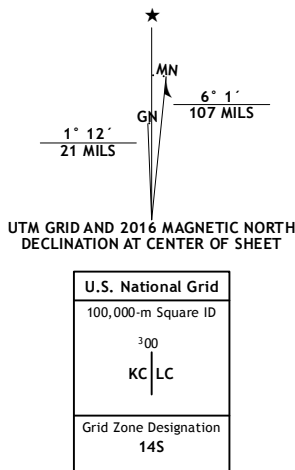 ★
MN
GN
6° 1´
107 MILS
1° 12´
21 MILS
UTM GRID AND 2016 MAGNETIC NORTH
DECLINATION AT CENTER OF SHEET
U.S. National Grid
100,000-m Square ID
³00
KC LC
Grid Zone Designation
14S